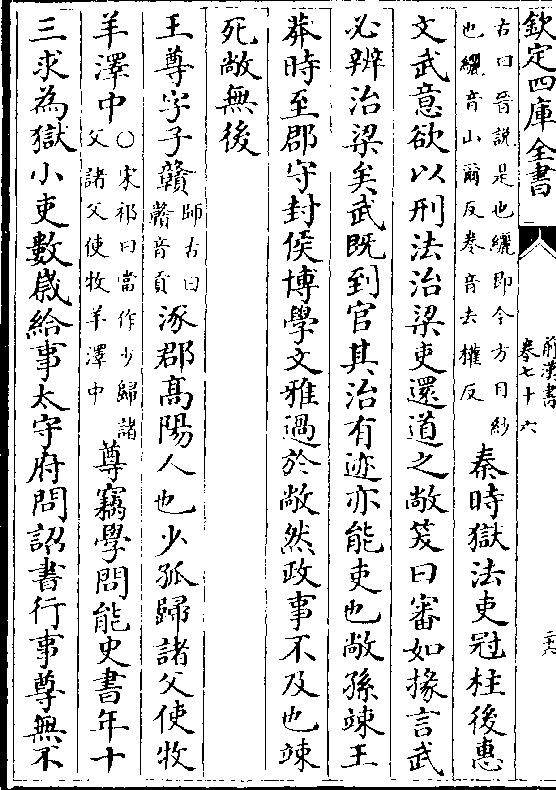 欽定四庫全書
前漢書
卷七十六
二十六
古曰晉說是也纚即今方目紗
也纚音山爾反卷音去權反
秦時獄法吏冠柱後惠
文武意欲以刑法治梁吏還道之敞笑曰審如掾言武
必辨治梁矣武既到官其治有迹亦能吏也敞孫竦王
莽時至郡守封侯博學文雅過於敞然政事不及也竦
死敞無後
王尊字子贛
師古曰
贛音貢
涿郡髙陽人也少孤歸諸父使牧
羊澤中
○宋祁曰當作少歸諸
父諸父使牧羊澤中
尊竊學問能史書年十
三求為獄小吏數嵗給事太守府問詔書行事尊無不